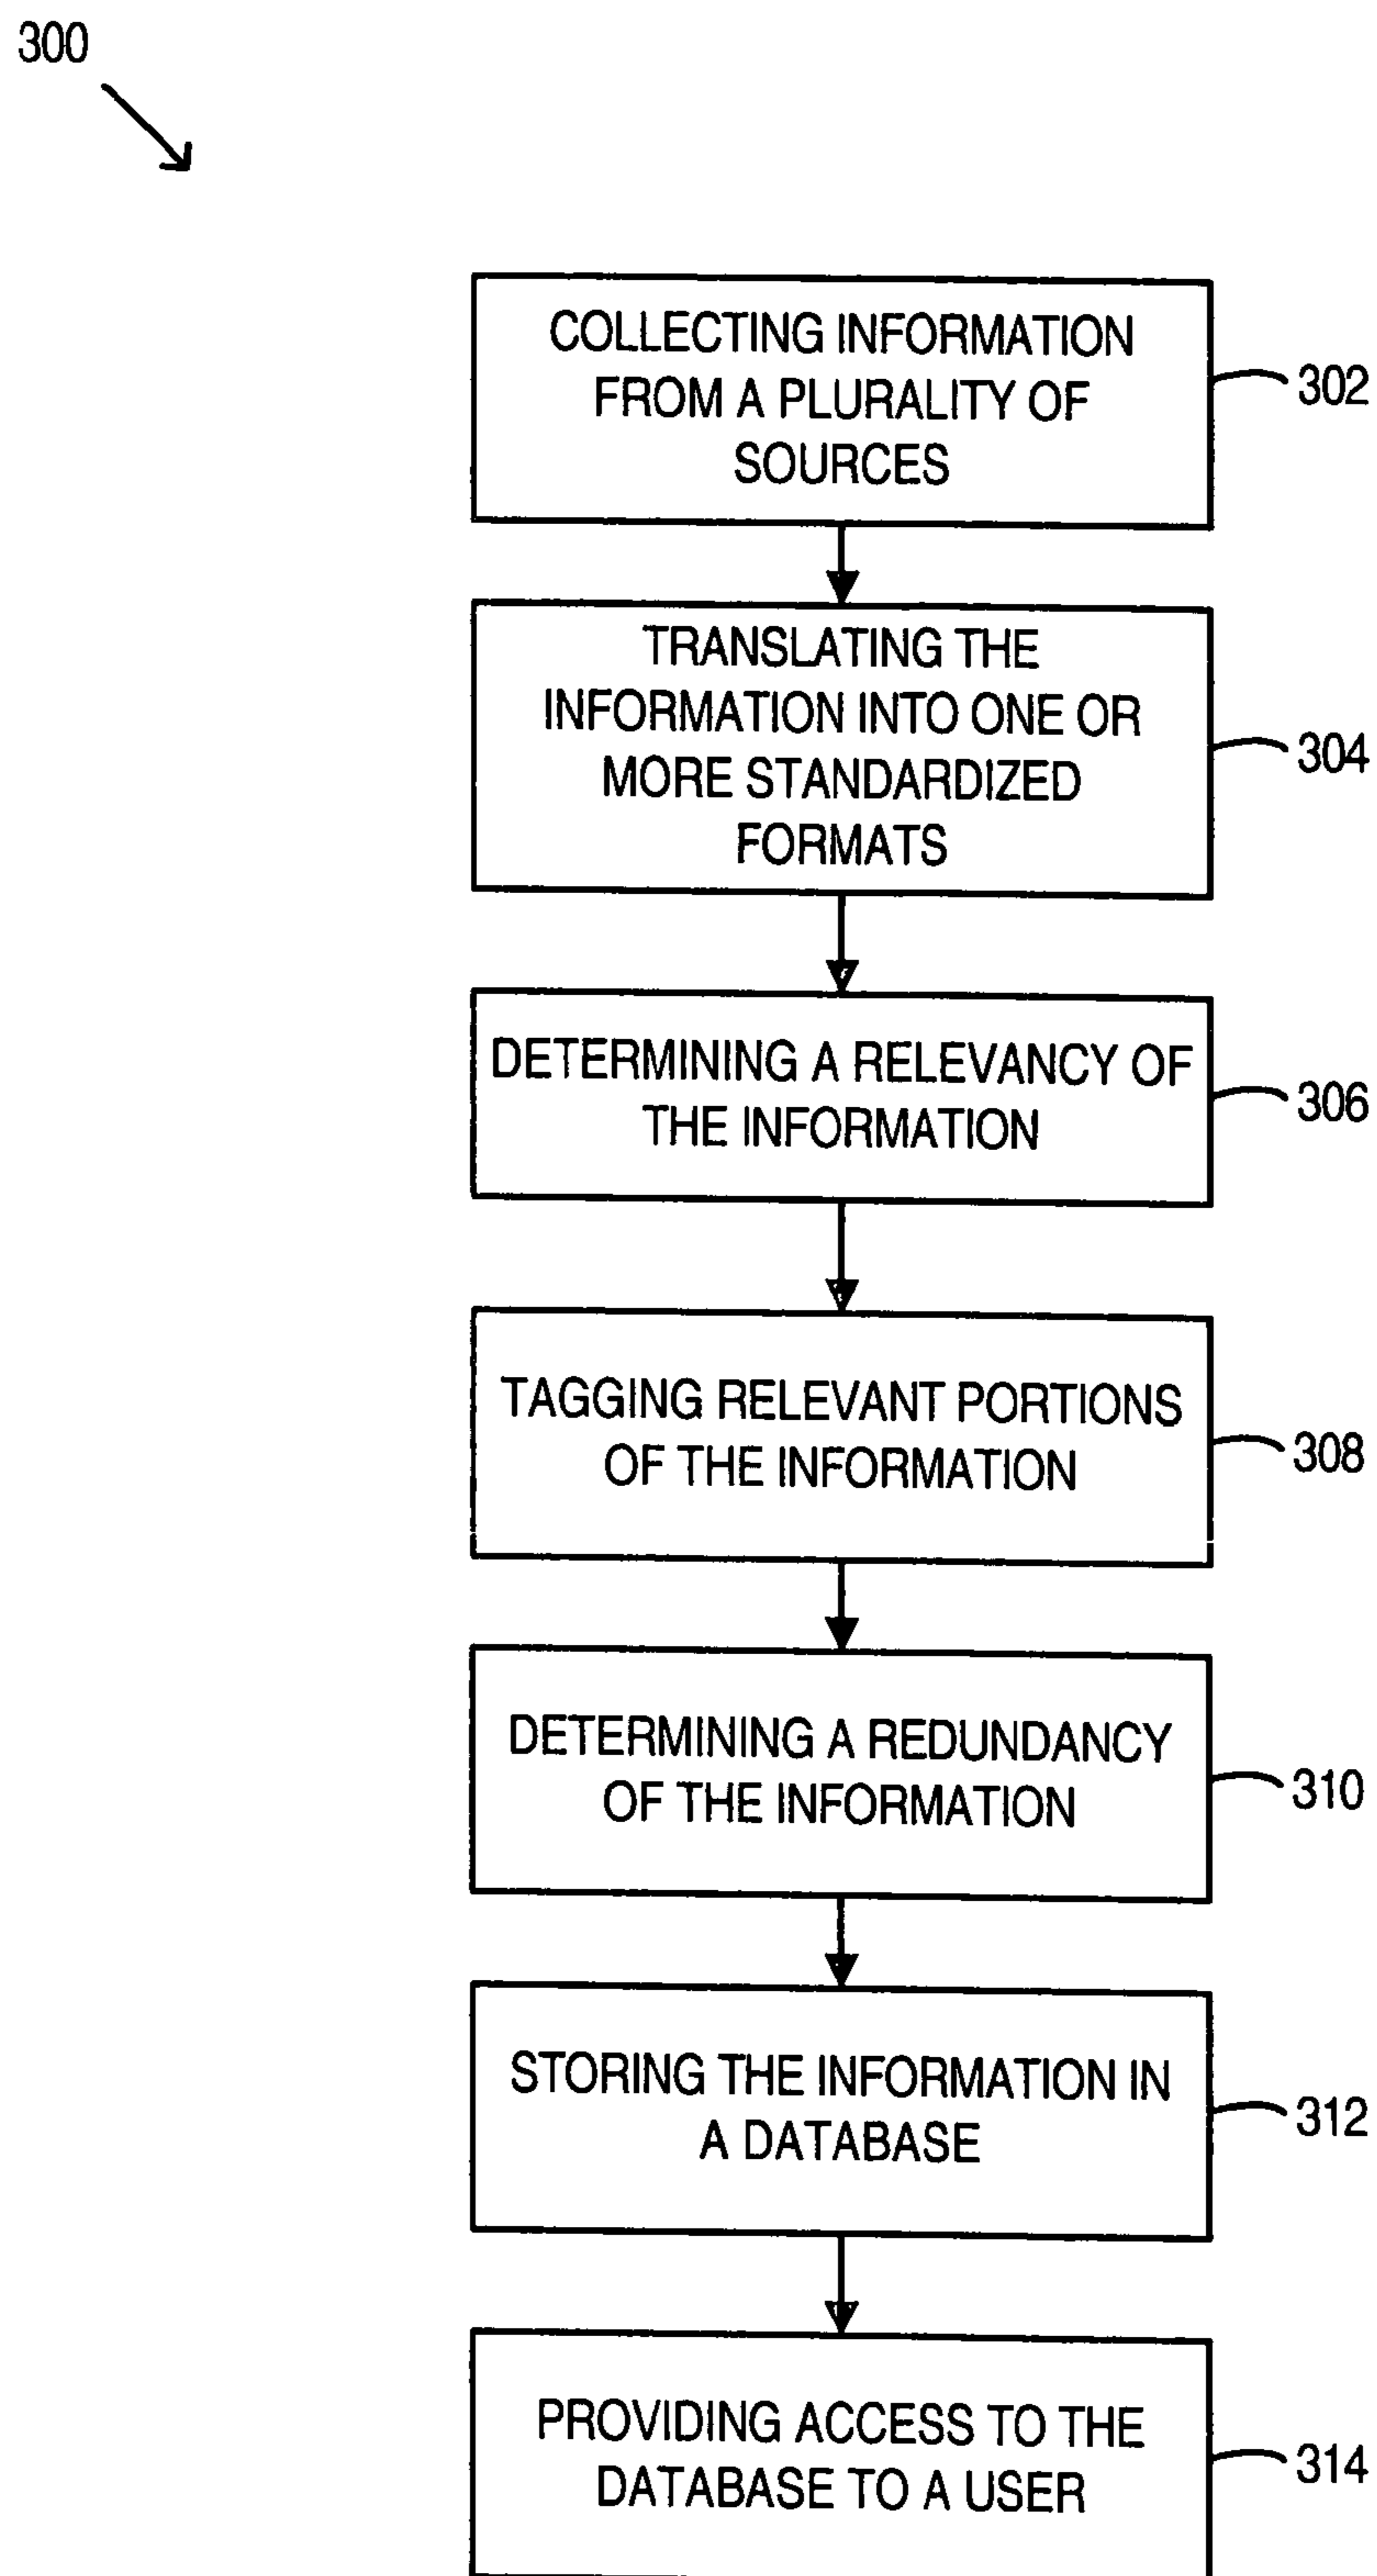 300
COLLECTING INFORMATION
FROM A PLURALITY OF
SOURCES
302
TRANSLATING THE
INFORMATION INTO ONE OR
MORE STANDARDIZED
FORMATS
304
DETERMINING A RELEVANCY OF
THE INFORMATION
306
TAGGING RELEVANT PORTIONS
OF THE INFORMATION
308
DETERMINING A REDUNDANCY
OF THE INFORMATION
310
STORING THE INFORMATION IN
A DATABASE
312
PROVIDING ACCESS TO THE
DATABASE TO A USER
314